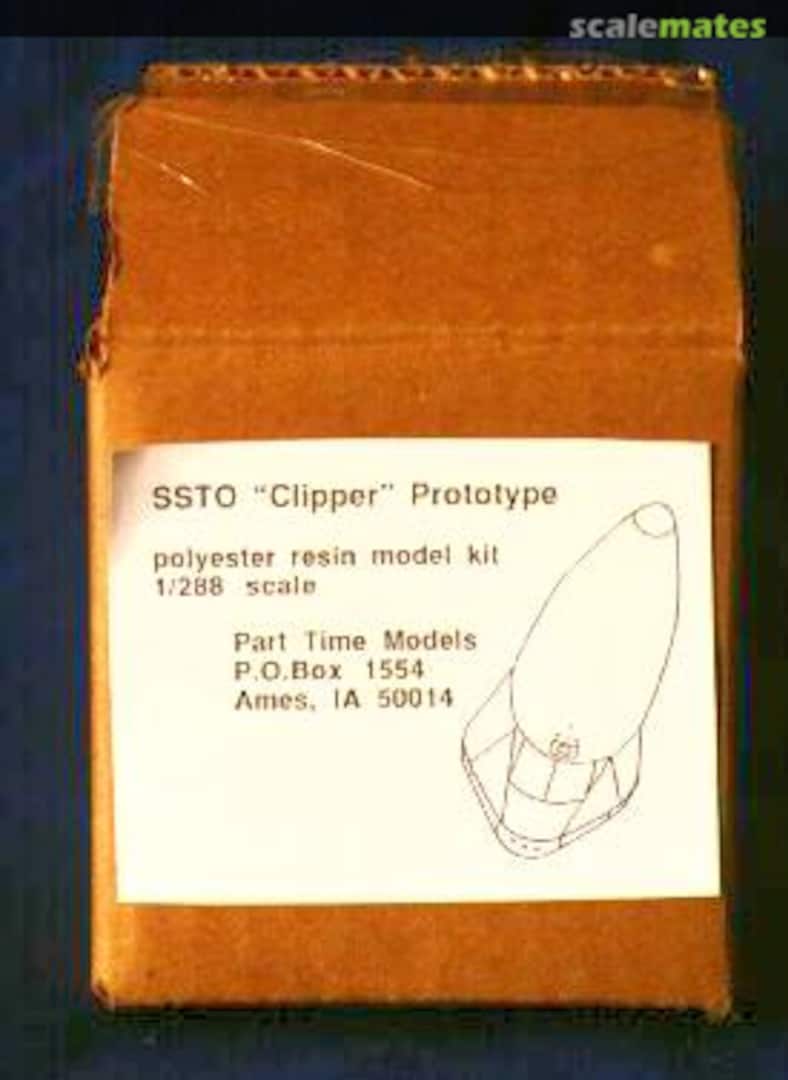 scalemates
SSTO “Clipper” Prototype
polyester resin model kit
1/288 scale
Part Time Models
P.O.Box 1554
Ames, IA 50014